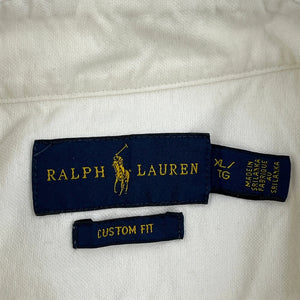 RALPH LAUREN
XL/
TG
MADE IN
SRI LANKA
FABRIQUÉ
AU
SRI LANKA
CUSTOM FIT